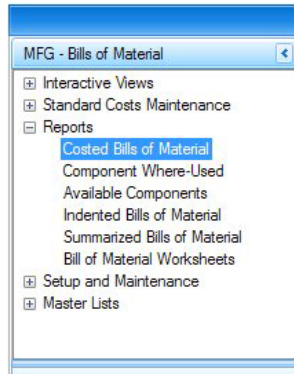 MFG - Bills of Material
Interactive Views
Standard Costs Maintenance
Reports
Costed Bills of Material
Component Where-Used
Available Components
Indented Bills of Material
Summarized Bills of Material
Bill of Material Worksheets
Setup and Maintenance
Master Lists